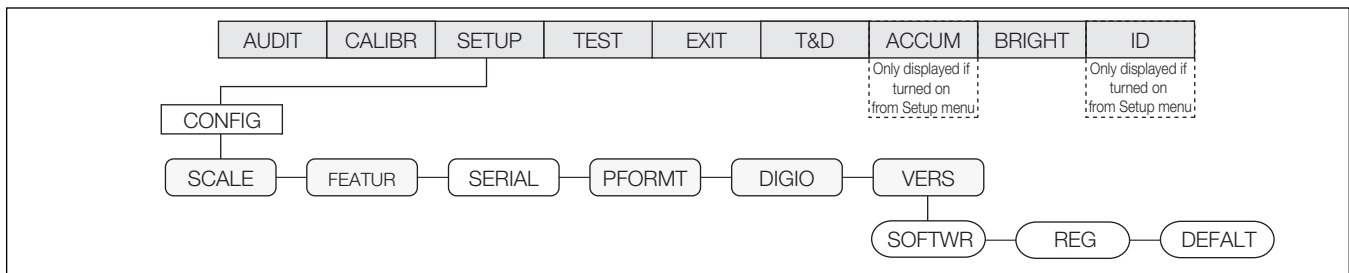 AUDIT CALIBR SETUP TEST EXIT T&D ACCUM BRIGHT ID
Only displayed if
turned on
from Setup menu
Only displayed if
turned on
from Setup menu
CONFIG
SCALE FEATUR SERIAL PFORMT DIGIO VERS
SOFTWR REG DEFALT